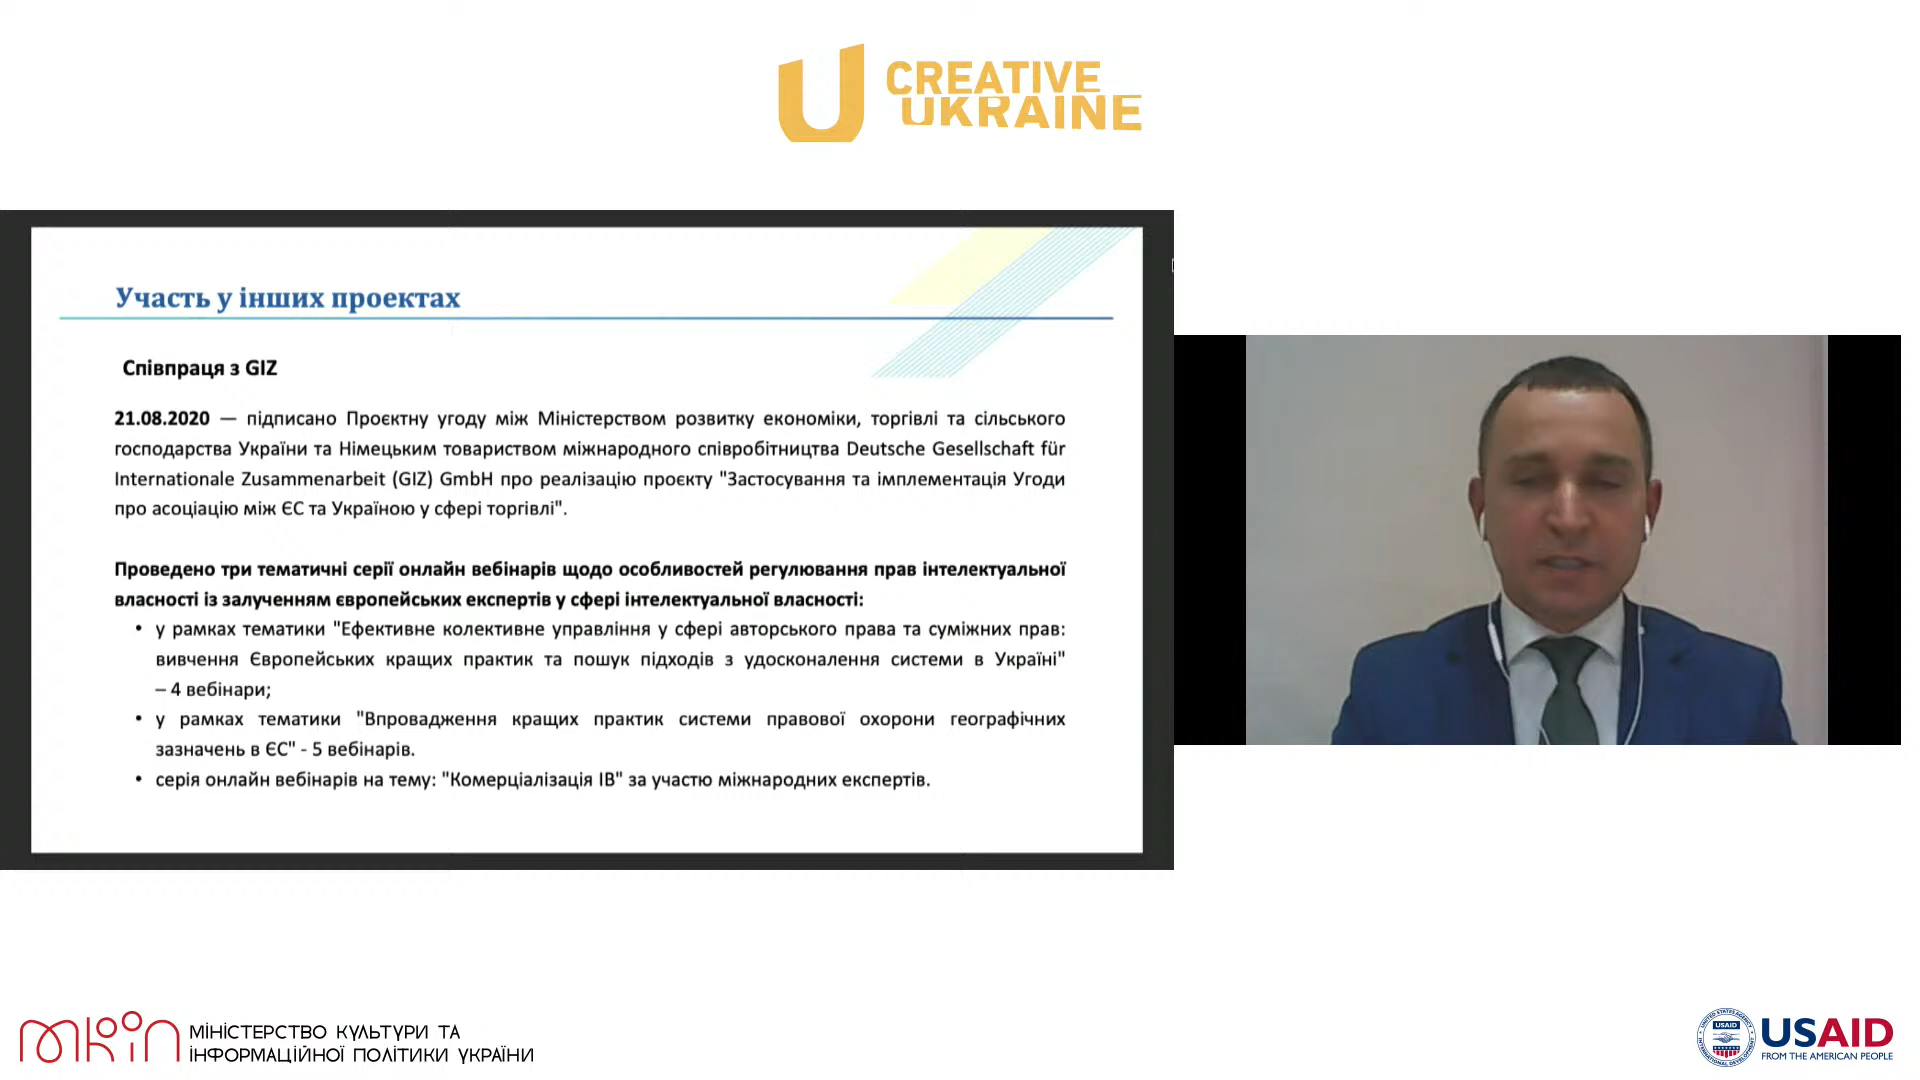 CREATIVE
UKRAINE
Участь у інших проектах
Співпраця з GIZ
21.08.2020 — підписано Проєктну угоду між Міністерством розвитку економіки, торгівлі та сільського
господарства України та Німецьким товариством міжнародного співробітництва Deutsche Gesellschaft für
Internationale Zusammenarbeit (GIZ) GmbH про реалізацію проєкту "Застосування та імплементація Угоди
про асоціацію між ЄС та Україною у сфері торгівлі".
Проведено три тематичні серії онлайн вебінарів щодо особливостей регулювання прав інтелектуальної
власності із залученням європейських експертів у сфері інтелектуальної власності:
• у рамках тематики "Ефективне колективне управління у сфері авторського права та суміжних прав:
вивчення Європейських кращих практик та пошук підходів з удосконалення системи в Україні"
– 4 вебінари;
• у рамках тематики "Впровадження кращих практик системи правової охорони географічних
зазначень в ЄС" - 5 вебінарів.
• серія онлайн вебінарів на тему: "Комерціалізація ІВ" за участю міжнародних експертів.
МКІП
МІНІСТЕРСТВО КУЛЬТУРИ ТА
ІНФОРМАЦІЙНОЇ ПОЛІТИКИ УКРАЇНИ
USAID
USAID
FROM THE AMERICAN PEOPLE